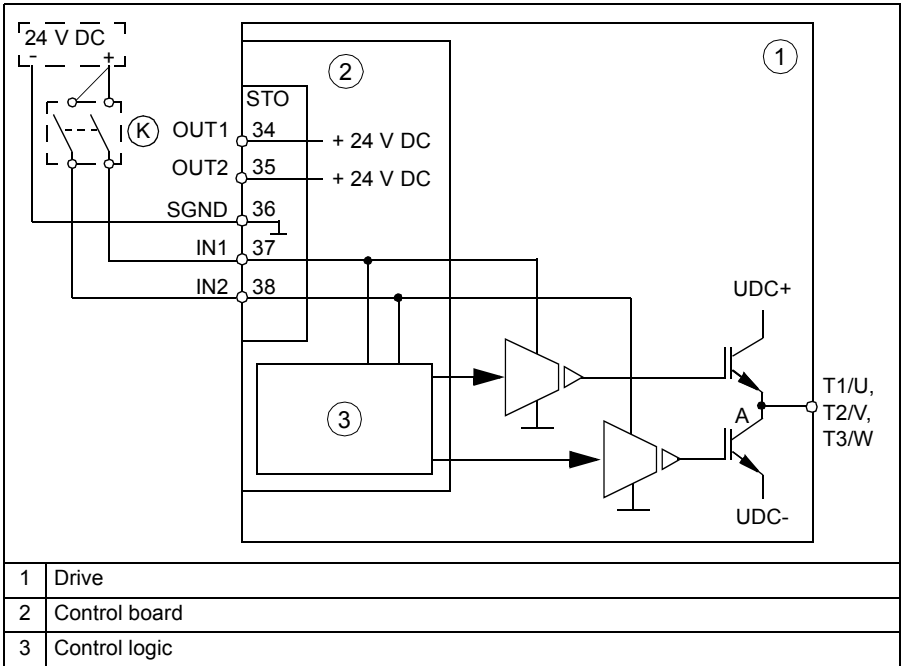 24 V DC
- +
K
STO
2
1
OUT1 34 + 24 V DC
OUT2 35 + 24 V DC
SGND 36
IN1 37
IN2 38
UDC+
T1/U,
T2/V,
T3/W
A
3
UDC-
1 Drive
2 Control board
3 Control logic